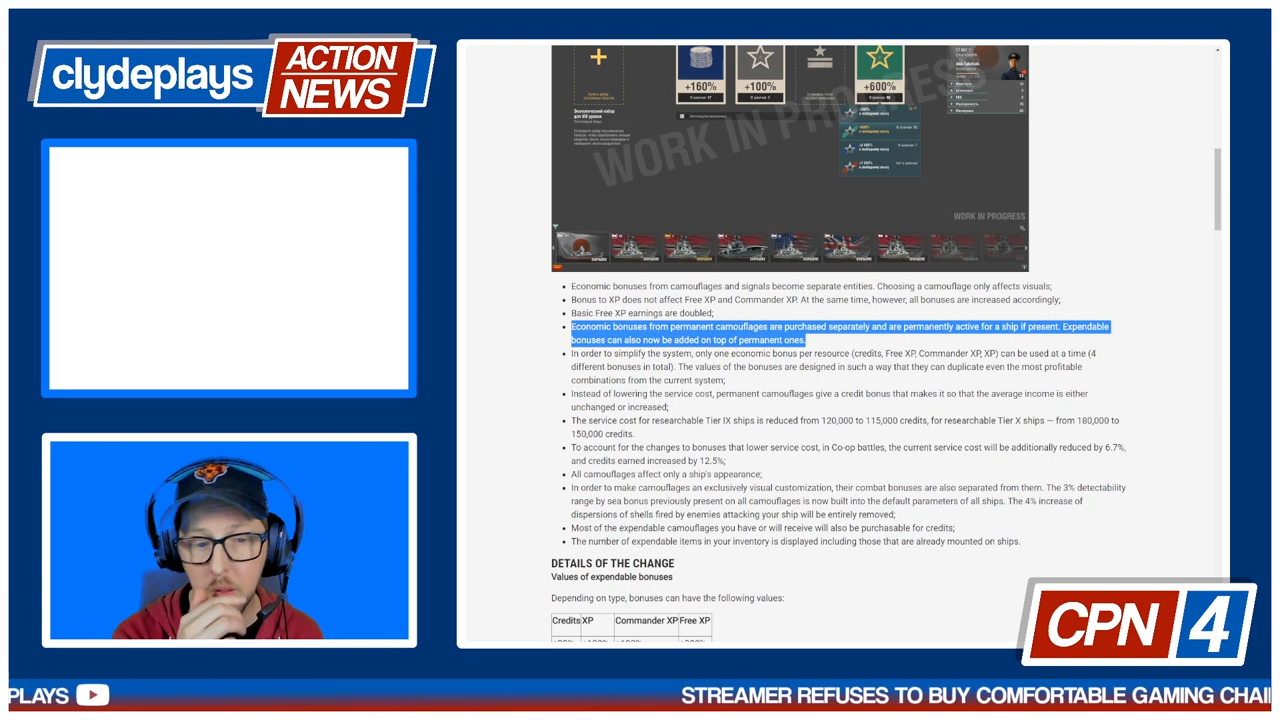 clydeplays
ACTION
NEWS
+160%
+100%
+600%
WORK IN PROGRESS
WORK IN PROGRESS
Economic bonuses from camouflages and signals become separate entities. Choosing a camouflage only affects visuals;
Bonus to XP does not affect Free XP and Commander XP. At the same time, however, all bonuses are increased accordingly;
Basic Free XP earnings are doubled;
Economic bonuses from permanent camouflages are purchased separately and are permanently active for a ship if present. Expendable
bonuses can also now be added on top of permanent ones.
In order to simplify the system, only one economic bonus per resource (credits, Free XP, Commander XP, XP) can be used at a time (4
different bonuses in total). The values of the bonuses are designed in such a way that they can duplicate even the most profitable
combinations from the current system;
Instead of lowering the service cost, permanent camouflages give a credit bonus that makes it so that the average income is either
unchanged or increased;
The service cost for researchable Tier IX ships is reduced from 120,000 to 115,000 credits, for researchable Tier X ships — from 180,000 to
150,000 credits.
To account for the changes to bonuses that lower service cost, in Co-op battles, the current service cost will be additionally reduced by 6.7%,
and credits earned increased by 12.5%;
All camouflages affect only a ship's appearance;
In order to make camouflages an exclusively visual customization, their combat bonuses are also separated from them. The 3% detectability
range by sea bonus previously present on all camouflages is now built into the default parameters of all ships. The 4% increase of
dispersions of shells fired by enemies attacking your ship will be entirely removed;
Most of the expendable camouflages you have or will receive will also be purchasable for credits;
The number of expendable items in your inventory is displayed including those that are already mounted on ships.
DETAILS OF THE CHANGE
Values of expendable bonuses
Depending on type, bonuses can have the following values:
Credits XP Commander XP Free XP
CPN 4
PLAYS
STREAMER REFUSES TO BUY COMFORTABLE GAMING CHAI